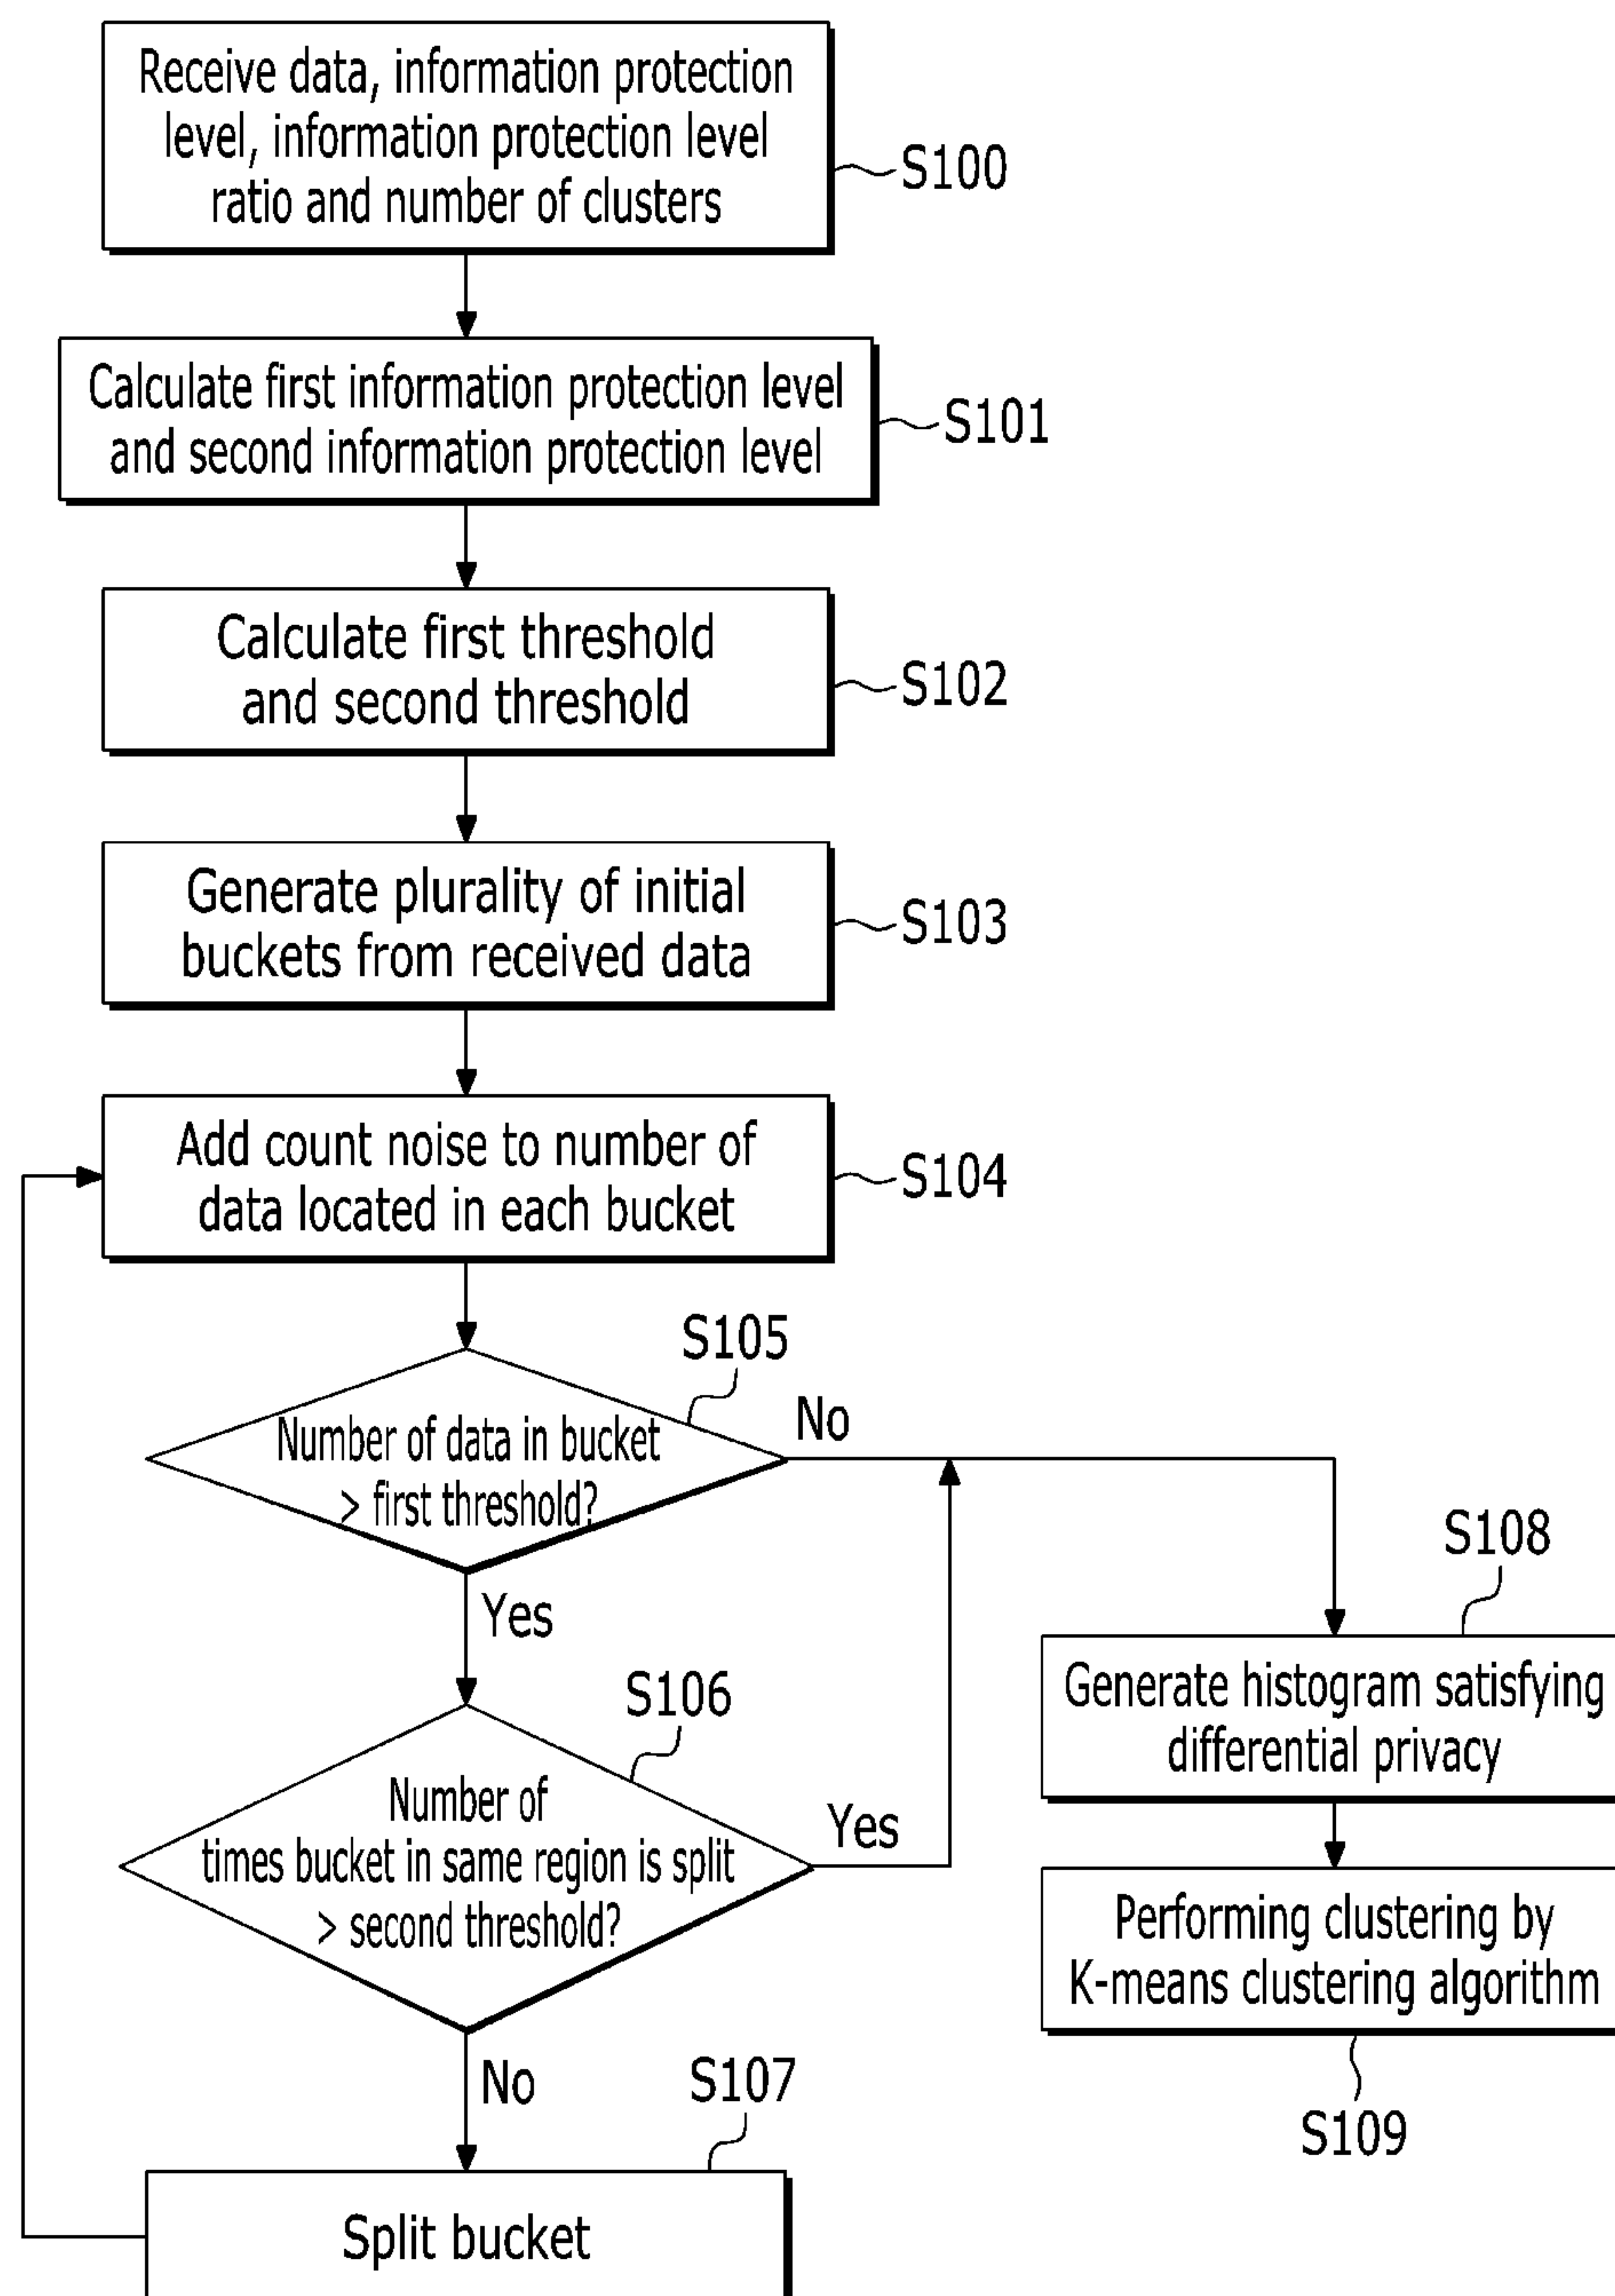 Receive data, information protection
level, information protection level
ratio and number of clusters
S100
Calculate first information protection level
and second information protection level
S101
Calculate first threshold
and second threshold
S102
Generate plurality of initial
buckets from received data
S103
Add count noise to number of
data located in each bucket
S104
S105
Number of data in bucket
> first threshold?
No
Yes
S106
Number of
times bucket in same region is split
> second threshold?
Yes
No
S107
Split bucket
S108
Generate histogram satisfying
differential privacy
Performing clustering by
K-means clustering algorithm
S109